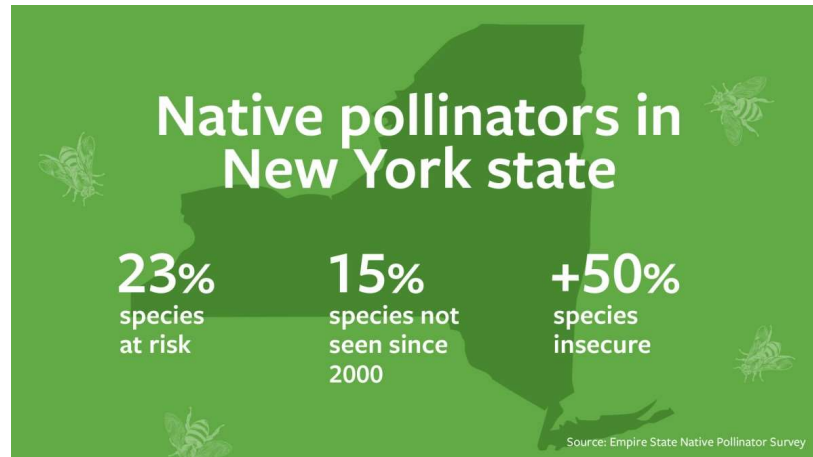 Native pollinators in
New York state
23%
species
at risk
15%
species not
seen since
2000
+50%
species
insecure
Source: Empire State Native Pollinator Survey